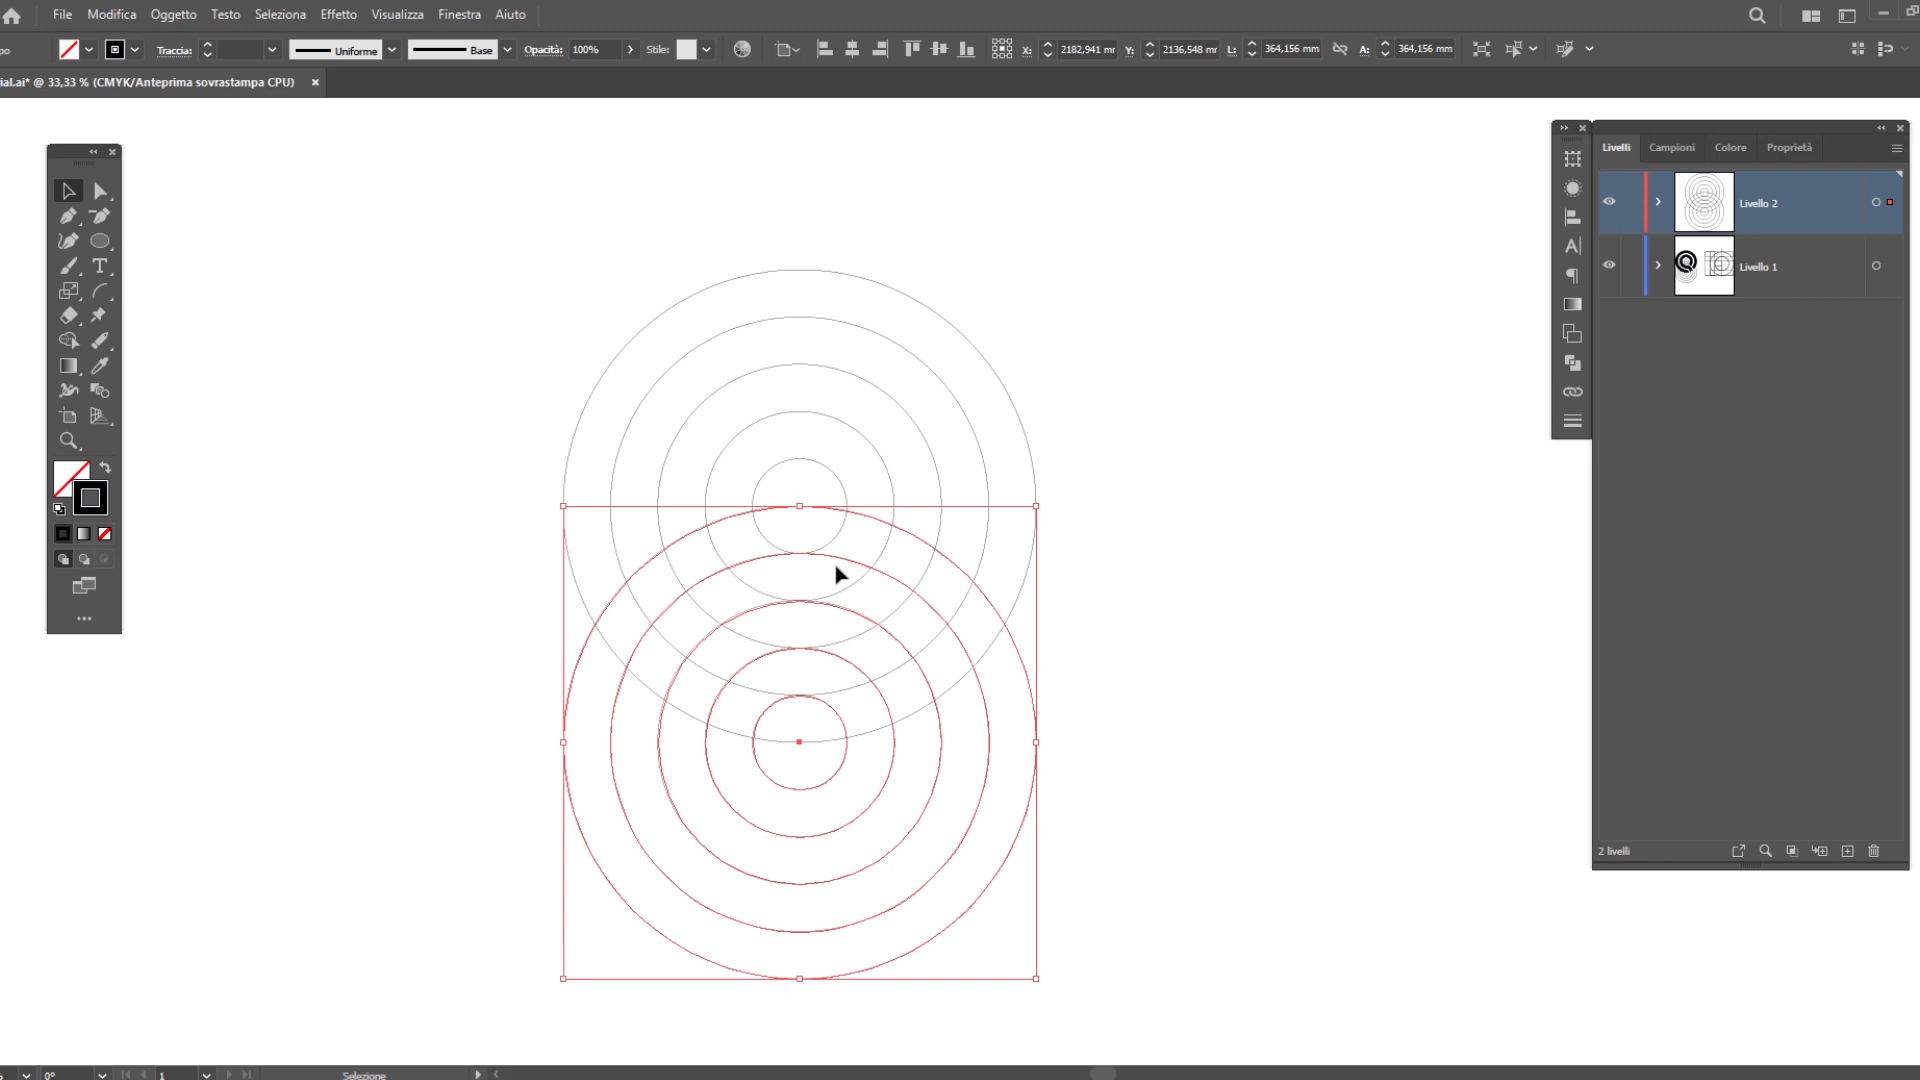 File Modifica Oggetto Testo Seleziona Effetto Visualizza Finestra Aiuto
po Traccia: Uniforme Base Opacità: 100% Stile: X: 2182,941 mr Y: 2136,548 mr L: 364,156 mm A: 364,156 mm
ial.ai* @ 33,33 % (CMYK/Anteprima sovrastampa CPU)
Livelli Campioni Colore Proprietà
Livello 2
Livello 1
2 livelli
0° 1 Selezione